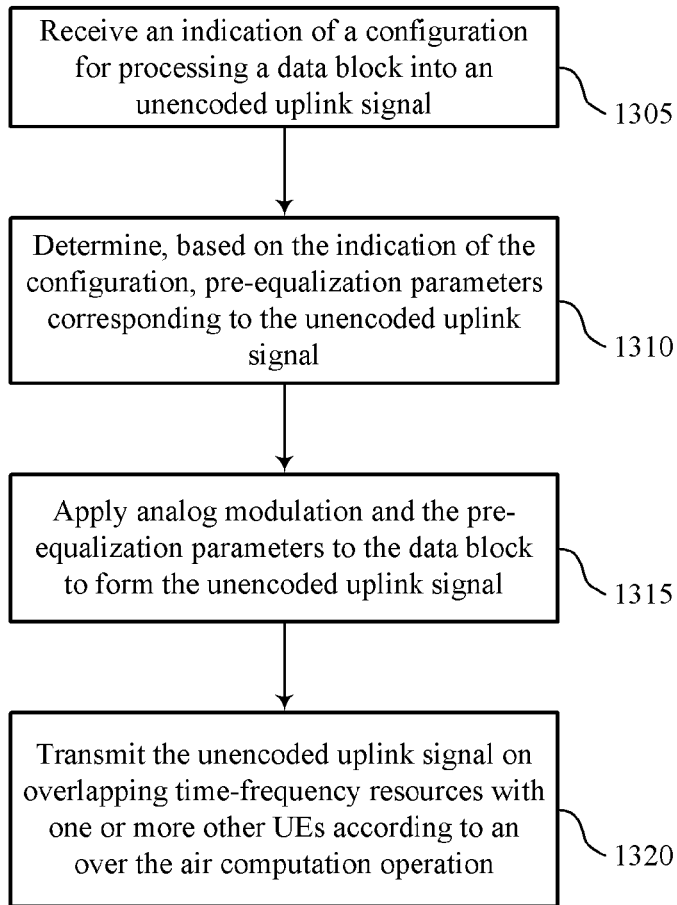 Receive an indication of a configuration
for processing a data block into an
unencoded uplink signal
1305
Determine, based on the indication of the
configuration, pre-equalization parameters
corresponding to the unencoded uplink
signal
1310
Apply analog modulation and the pre-
equalization parameters to the data block
to form the unencoded uplink signal
1315
Transmit the unencoded uplink signal on
overlapping time-frequency resources with
one or more other UEs according to an
over the air computation operation
1320